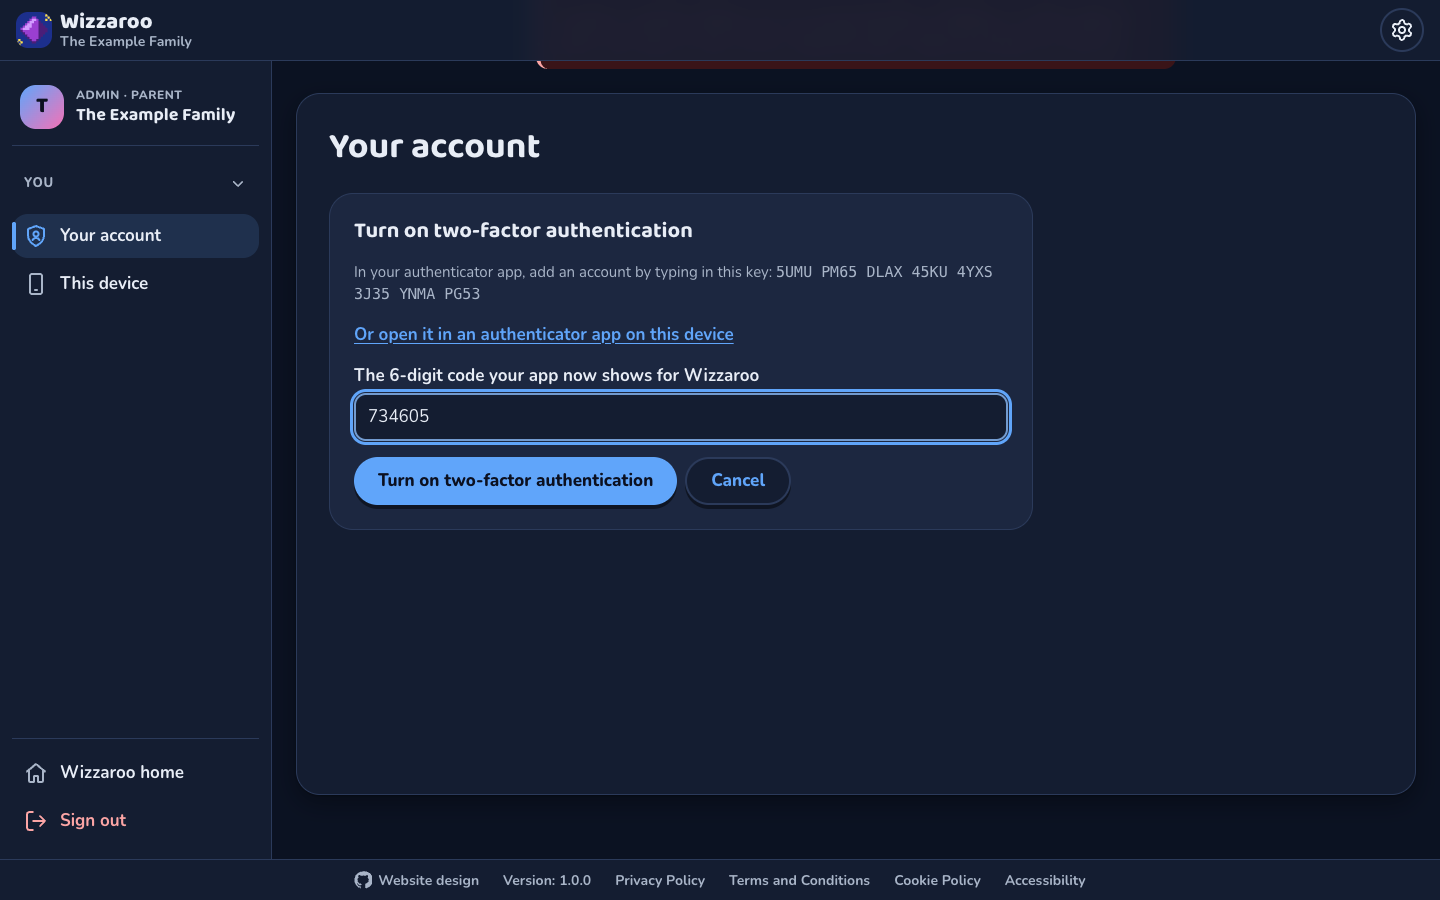 Wizzaroo
The Example Family
T
ADMIN · PARENT
The Example Family
YOU
Your account
This device
Wizzaroo home
Sign out
Your account
Turn on two-factor authentication
In your authenticator app, add an account by typing in this key: 5UMU PM65 DLAX 45KU 4YXS
3J35 YNMA PG53
Or open it in an authenticator app on this device
The 6-digit code your app now shows for Wizzaroo
734605
Turn on two-factor authentication
Cancel
Website design
Version: 1.0.0
Privacy Policy
Terms and Conditions
Cookie Policy
Accessibility